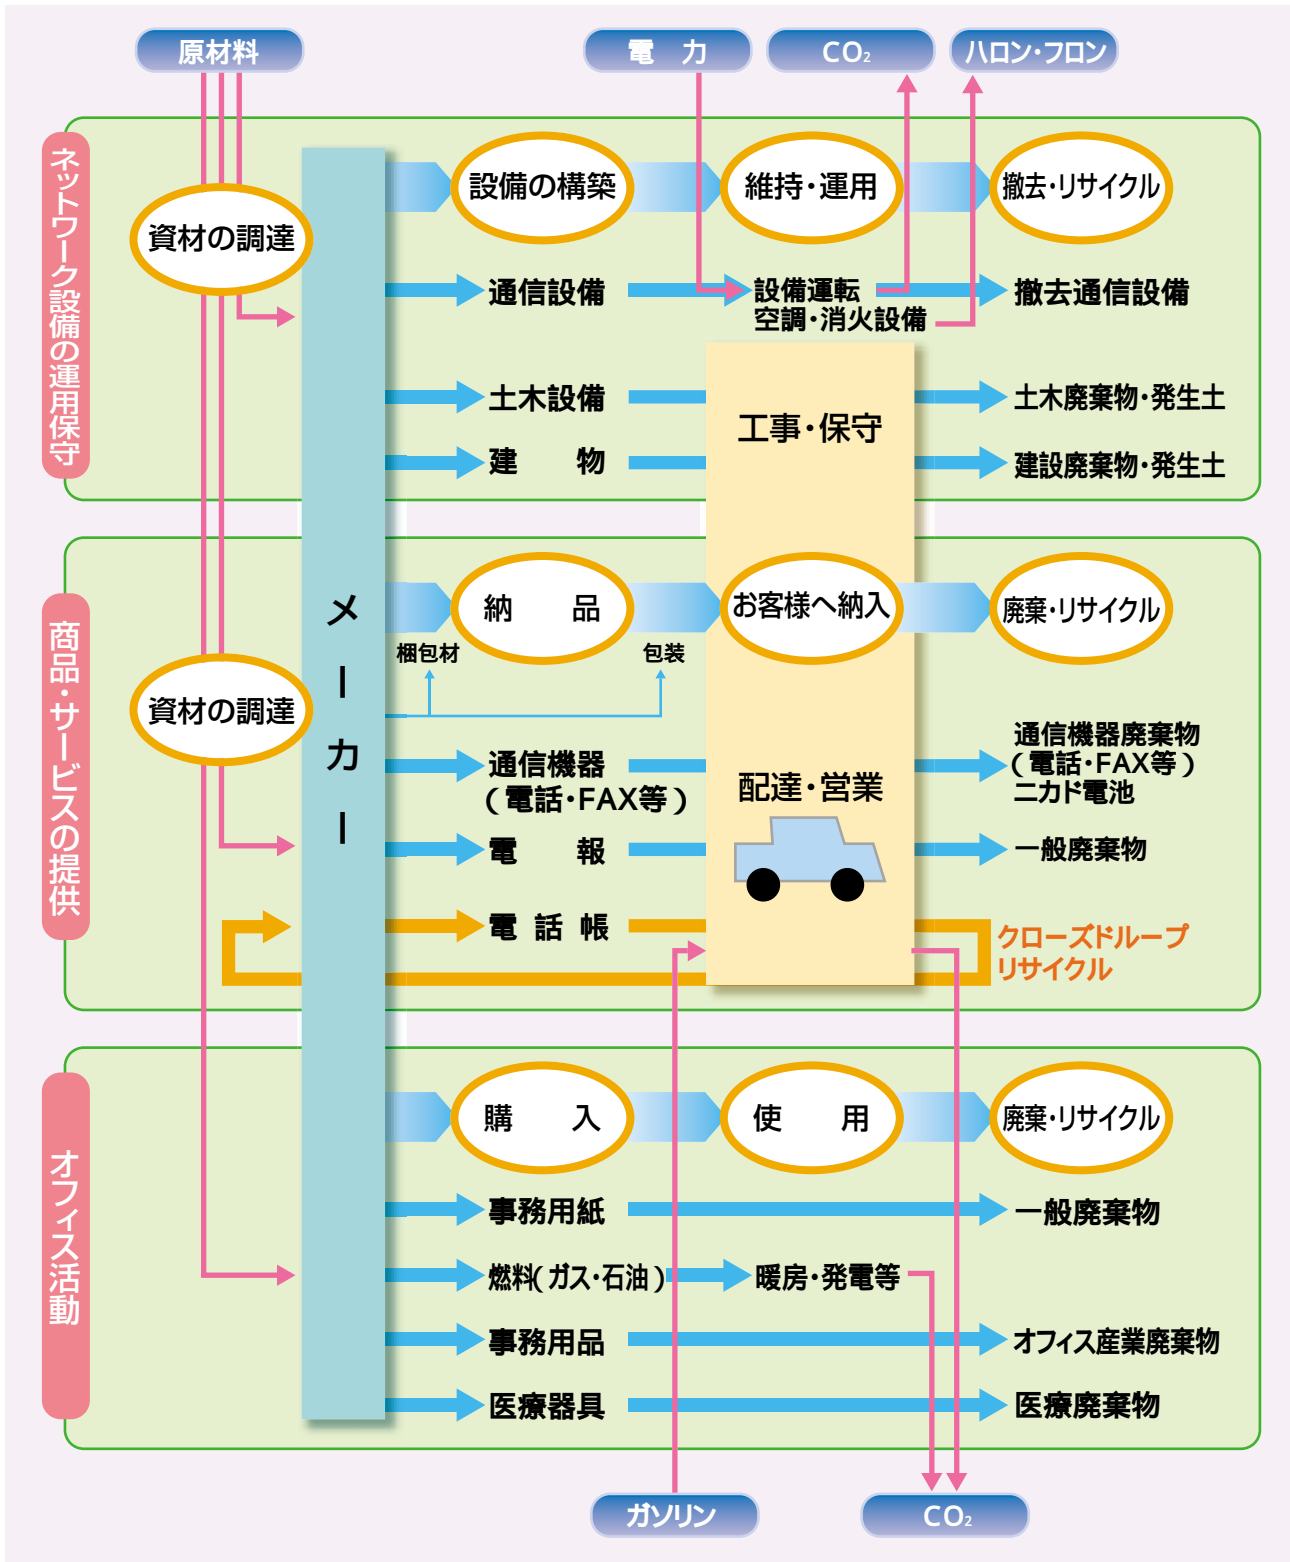 原材料
電 力
CO₂
ハロン・フロン
ネットワーク設備の運用保守
資材の調達
設備の構築
維持・運用
撤去・リサイクル
通信設備
設備運転
空調・消火設備
撤去通信設備
土木設備
工事・保守
土木廃棄物・発生土
建 物
建設廃棄物・発生土
メーカー
商品・サービスの提供
資材の調達
納 品
お客様へ納入
廃棄・リサイクル
梱包材
包装
通信機器
(電話・FAX等)
配達・営業
通信機器廃棄物
(電話・FAX等)
ニカド電池
電 報
一般廃棄物
電 話 帳
クローズドループ
リサイクル
オフィス活動
購 入
使 用
廃棄・リサイクル
事務用紙
一般廃棄物
燃料(ガス・石油)
暖房・発電等
事務用品
オフィス産業廃棄物
医療器具
医療廃棄物
ガソリン
CO₂